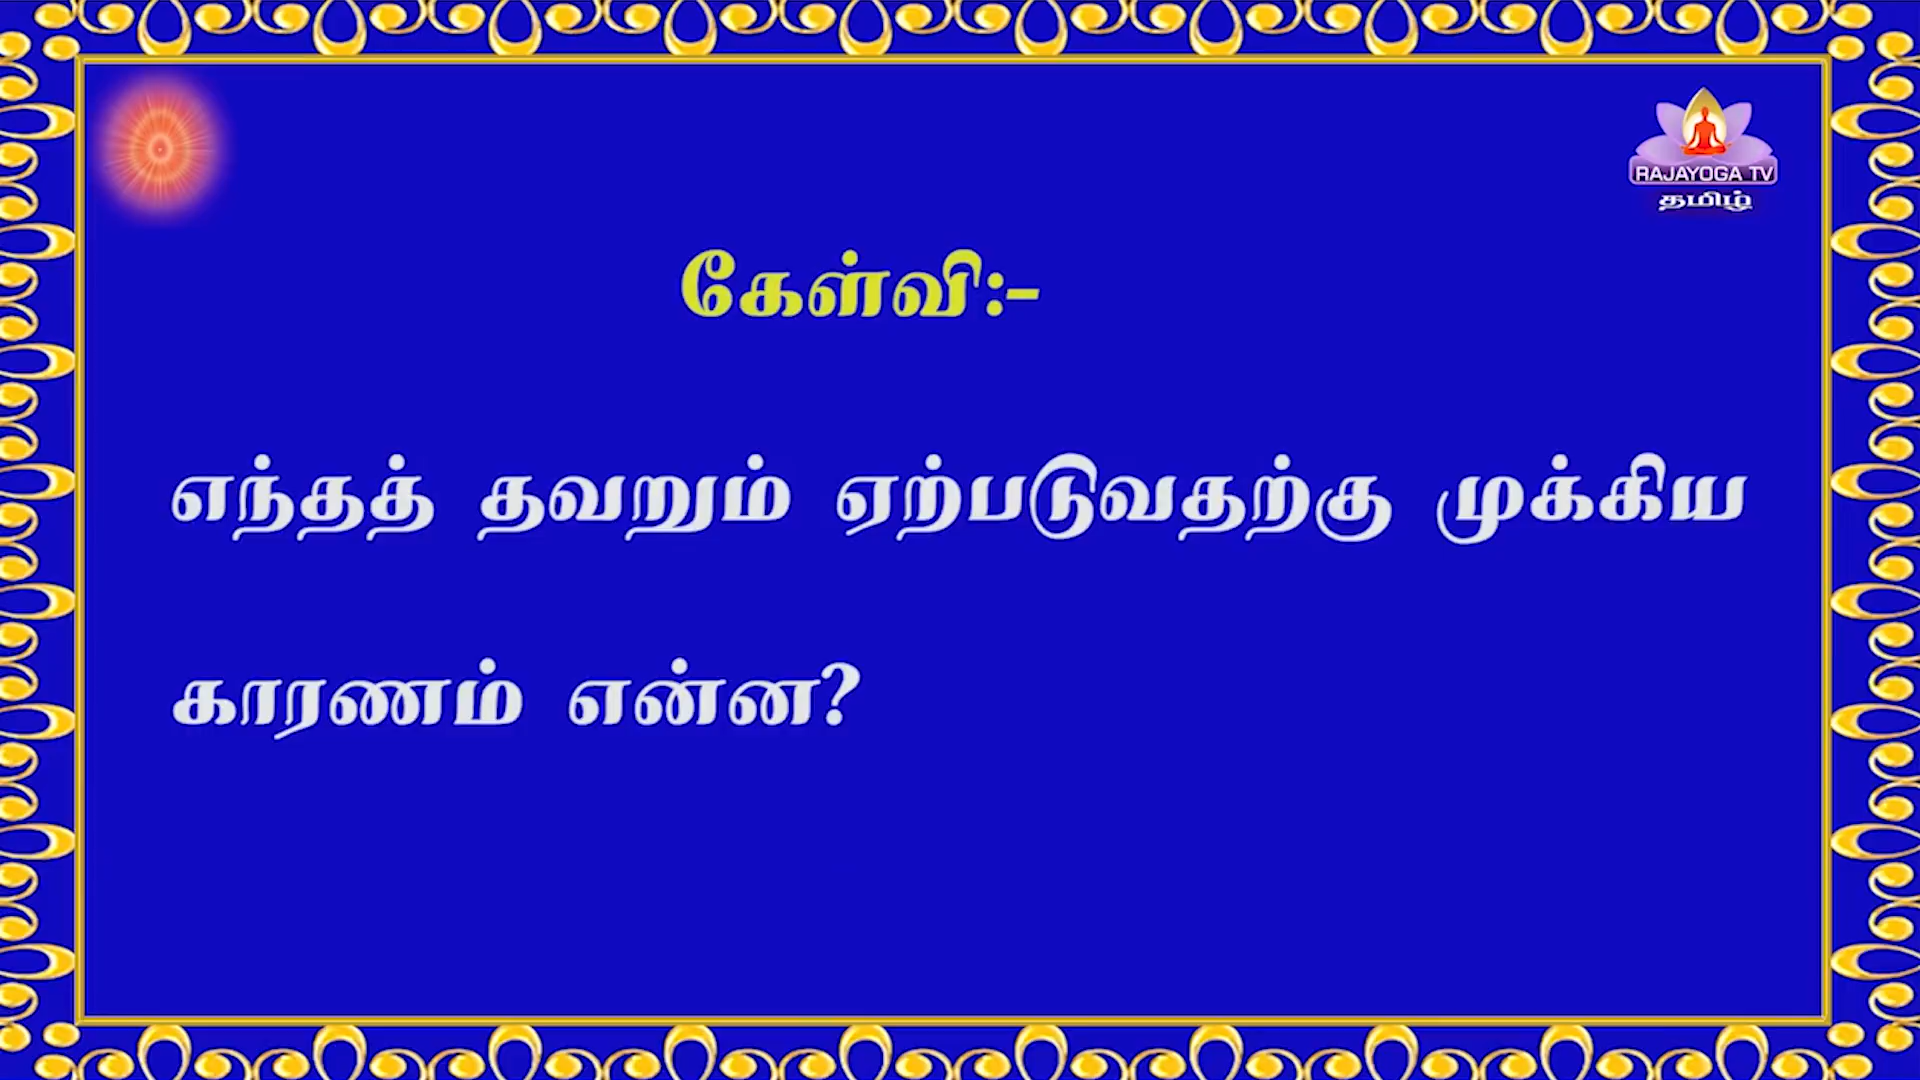 RAJAYOGA TV
தமிழ்
கேள்வி:-
எந்தத் தவறும் ஏற்படுவதற்கு முக்கிய
காரணம் என்ன?